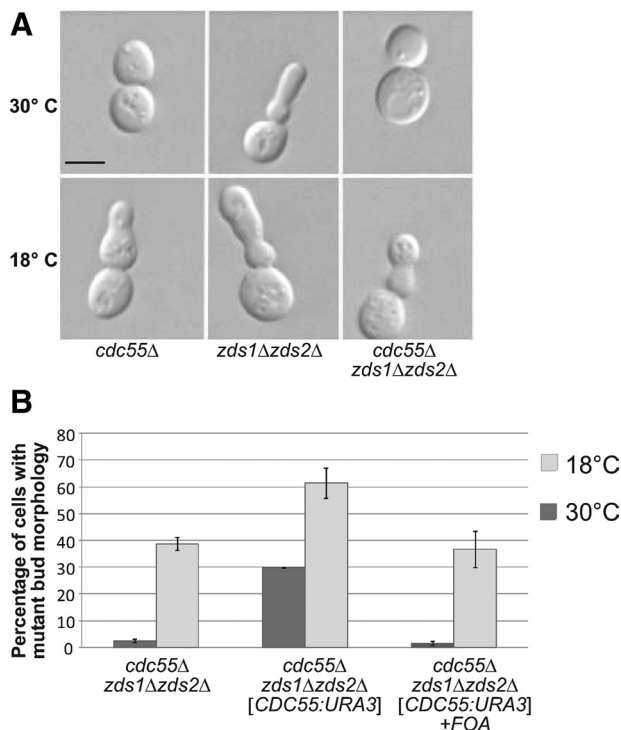 A
30° C
18° C
cdc55Δ
zds1Δzds2Δ
cdc55Δ
zds1Δzds2Δ
B
Percentage of cells with
mutant bud morphology
80
70
60
50
40
30
20
10
0
18°C
30°C
cdc55Δ
zds1Δzds2Δ
cdc55Δ
zds1Δzds2Δ
[CDC55:URA3]
cdc55Δ
zds1Δzds2Δ
[CDC55:URA3]
+FOA